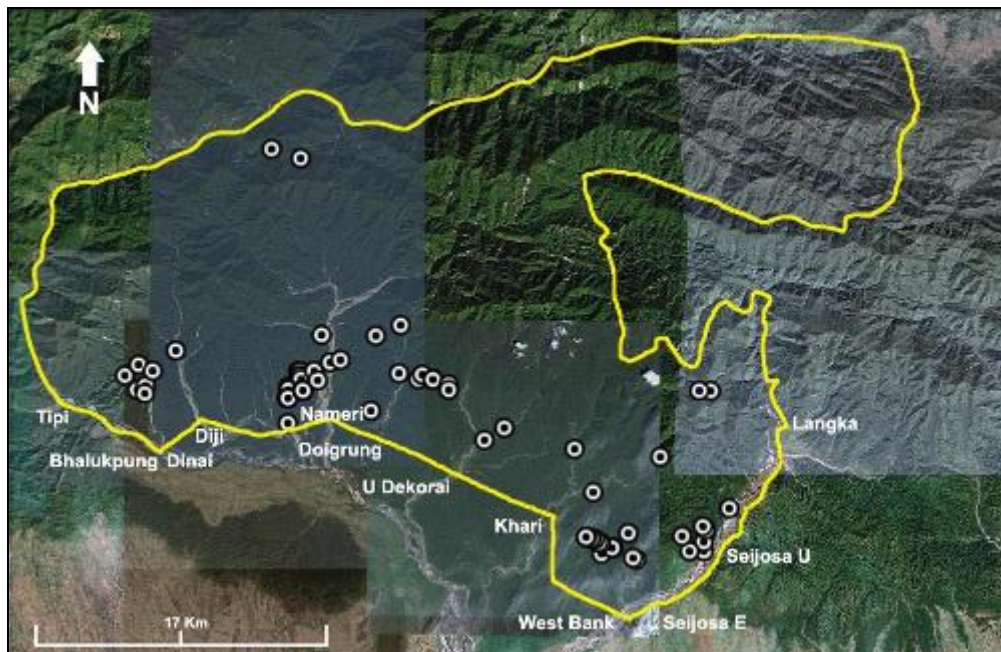 N
Tipi
Nameri
Diji
Langka
Bhalukpung Dinai
Doigrung
U Dekorai
Khari
Seijosa U
West Bank
Seijosa E
17 Km